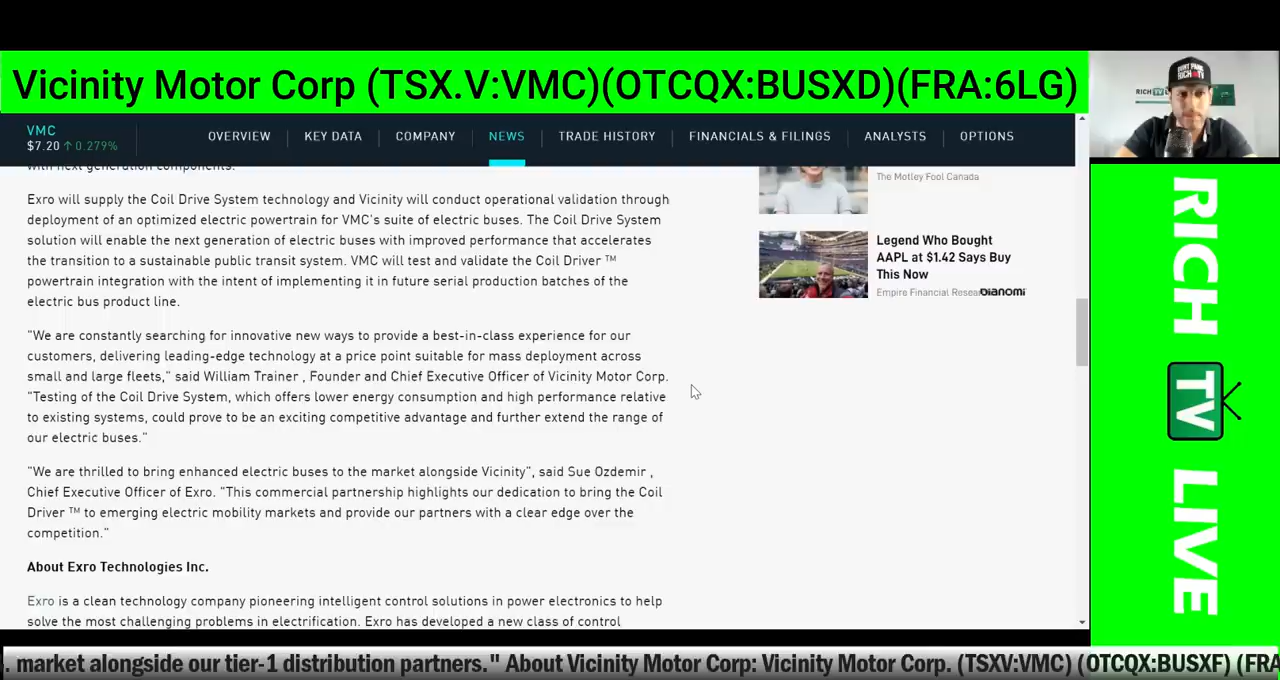 Vicinity Motor Corp (TSX.V:VMC)(OTCQX:BUSXD)(FRA:6LG)
VMC
$7.20 ↑ 0.279%
OVERVIEW
KEY DATA
COMPANY
NEWS
TRADE HISTORY
FINANCIALS & FILINGS
ANALYSTS
OPTIONS
with next generation components.
Exro will supply the Coil Drive System technology and Vicinity will conduct operational validation through
deployment of an optimized electric powertrain for VMC's suite of electric buses. The Coil Drive System
solution will enable the next generation of electric buses with improved performance that accelerates
the transition to a sustainable public transit system. VMC will test and validate the Coil Driver ™
powertrain integration with the intent of implementing it in future serial production batches of the
electric bus product line.
"We are constantly searching for innovative new ways to provide a best-in-class experience for our
customers, delivering leading-edge technology at a price point suitable for mass deployment across
small and large fleets," said William Trainer , Founder and Chief Executive Officer of Vicinity Motor Corp.
"Testing of the Coil Drive System, which offers lower energy consumption and high performance relative
to existing systems, could prove to be an exciting competitive advantage and further extend the range of
our electric buses."
"We are thrilled to bring enhanced electric buses to the market alongside Vicinity", said Sue Ozdemir ,
Chief Executive Officer of Exro. "This commercial partnership highlights our dedication to bring the Coil
Driver ™ to emerging electric mobility markets and provide our partners with a clear edge over the
competition."
About Exro Technologies Inc.
Exro is a clean technology company pioneering intelligent control solutions in power electronics to help
solve the most challenging problems in electrification. Exro has developed a new class of control
The Motley Fool Canada
Legend Who Bought
AAPL at $1.42 Says Buy
This Now
Empire Financial Resear
bianomi
RICH TV LIVE
. market alongside our tier-1 distribution partners." About Vicinity Motor Corp: Vicinity Motor Corp. (TSXV:VMC) (OTCQX:BUSXF) (FRA